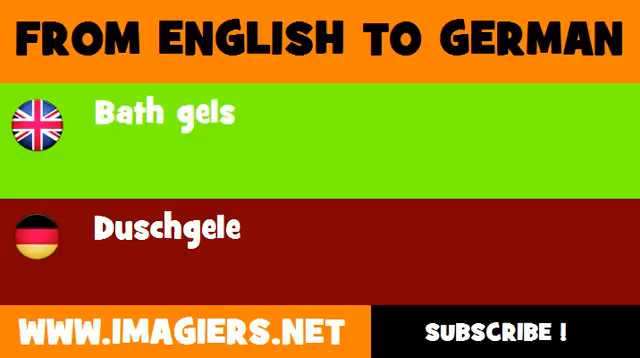 FROM ENGLISH TO GERMAN
Bath gels
Duschgele
WWW.IMAGIERS.NET
SUBSCRIBE !